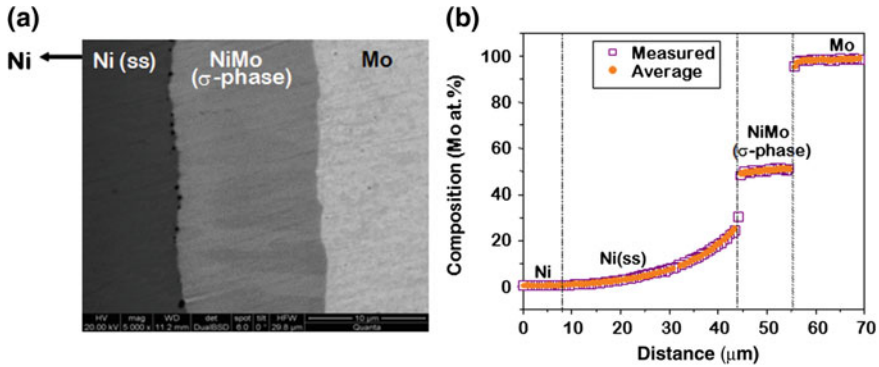 (a)
Ni
Ni (ss)
NiMo
(σ-phase)
Mo
HV mag WD det spot tilt HFW 10 μm
20.00 kV 5 000 x 11.2 mm DualBSD 6.0 0° 29.8 μm Quanta
(b)
Composition (Mo at.%)
100
80
60
40
20
0
Measured
Average
Mo
NiMo
(σ-phase)
Ni
Ni(ss)
0 10 20 30 40 50 60 70
Distance (μm)